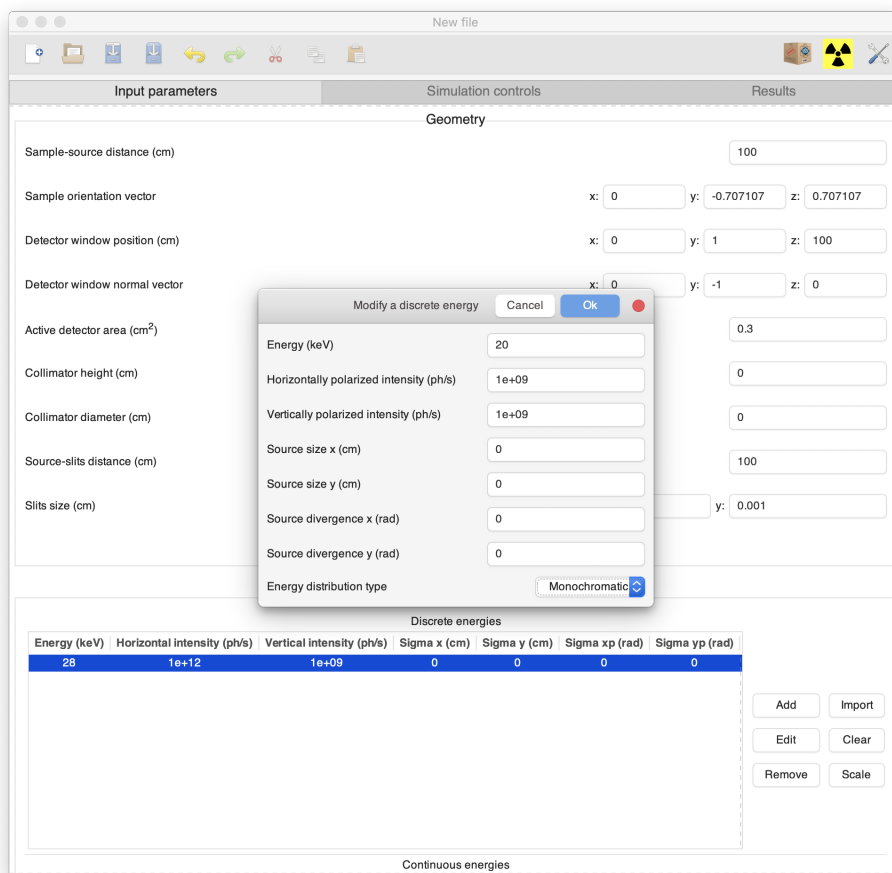 New file
Input parameters Simulation controls Results
Geometry
Sample-source distance (cm) 100
Sample orientation vector x: 0 y: -0.707107 z: 0.707107
Detector window position (cm) x: 0 y: 1 z: 100
Detector window normal vector x: 0 y: -1 z: 0
Active detector area (cm2) 0.3
Collimator height (cm) 0
Collimator diameter (cm) 0
Source-slits distance (cm) 100
Slits size (cm) y: 0.001
Modify a discrete energy Cancel Ok
Energy (keV) 20
Horizontally polarized intensity (ph/s) 1e+09
Vertically polarized intensity (ph/s) 1e+09
Source size x (cm) 0
Source size y (cm) 0
Source divergence x (rad) 0
Source divergence y (rad) 0
Energy distribution type Monochromatic
Discrete energies
Energy (keV) Horizontal intensity (ph/s) Vertical intensity (ph/s) Sigma x (cm) Sigma y (cm) Sigma xp (rad) Sigma yp (rad)
28 1e+12 1e+09 0 0 0 0
Add Import
Edit Clear
Remove Scale
Continuous energies